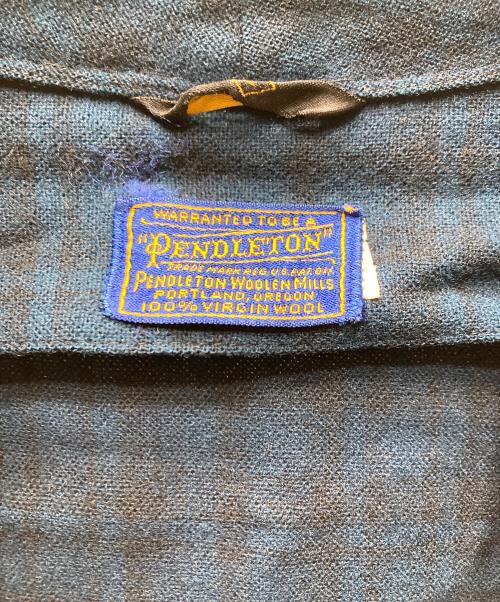 WARRANTED TO BE A
"PENDLETON"
TRADE MARK REG. U.S. PAT. OFF.
PENDLETON WOOLEN MILLS
PORTLAND, OREGON
100% VIRGIN WOOL